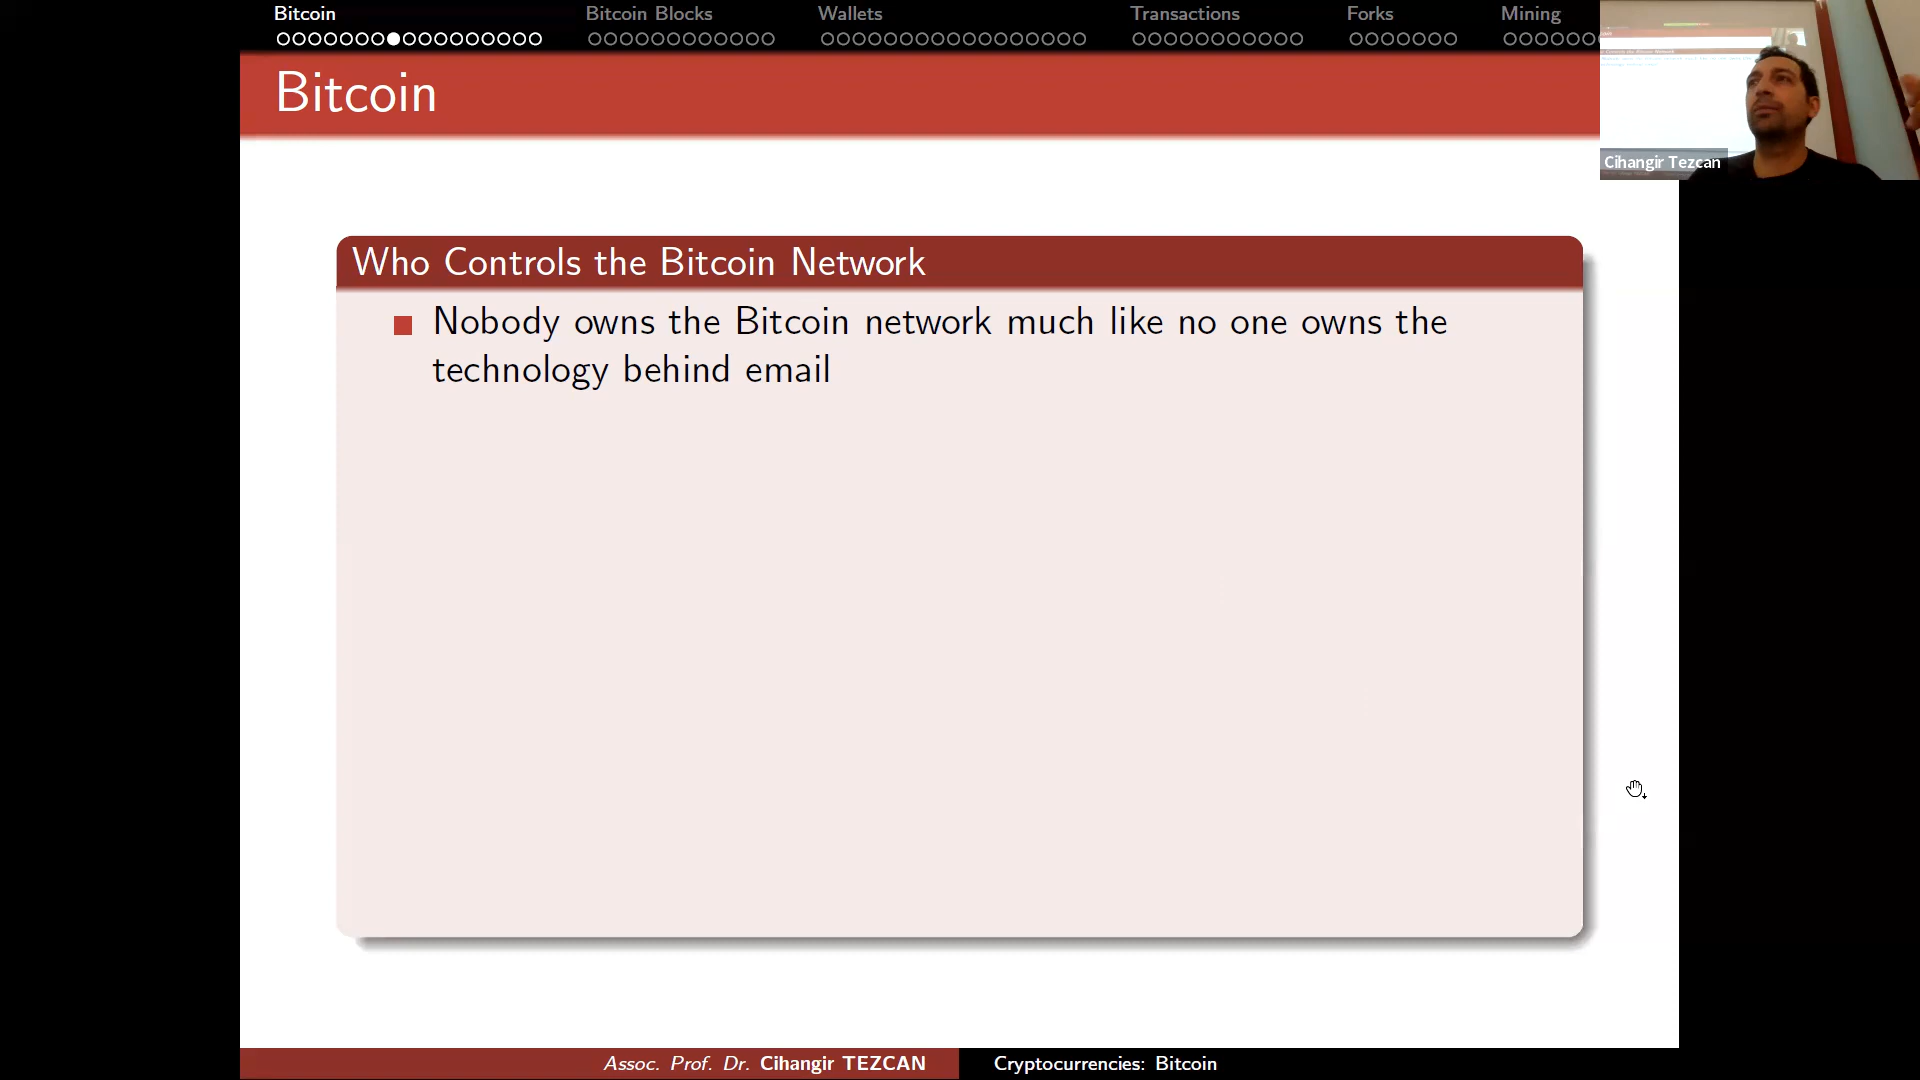 Bitcoin
Bitcoin Blocks
Wallets
Transactions
Forks
Mining
Bitcoin
Cihangir Tezcan
Who Controls the Bitcoin Network
Nobody owns the Bitcoin network much like no one owns the
technology behind email
Assoc. Prof. Dr. Cihangir TEZCAN
Cryptocurrencies: Bitcoin